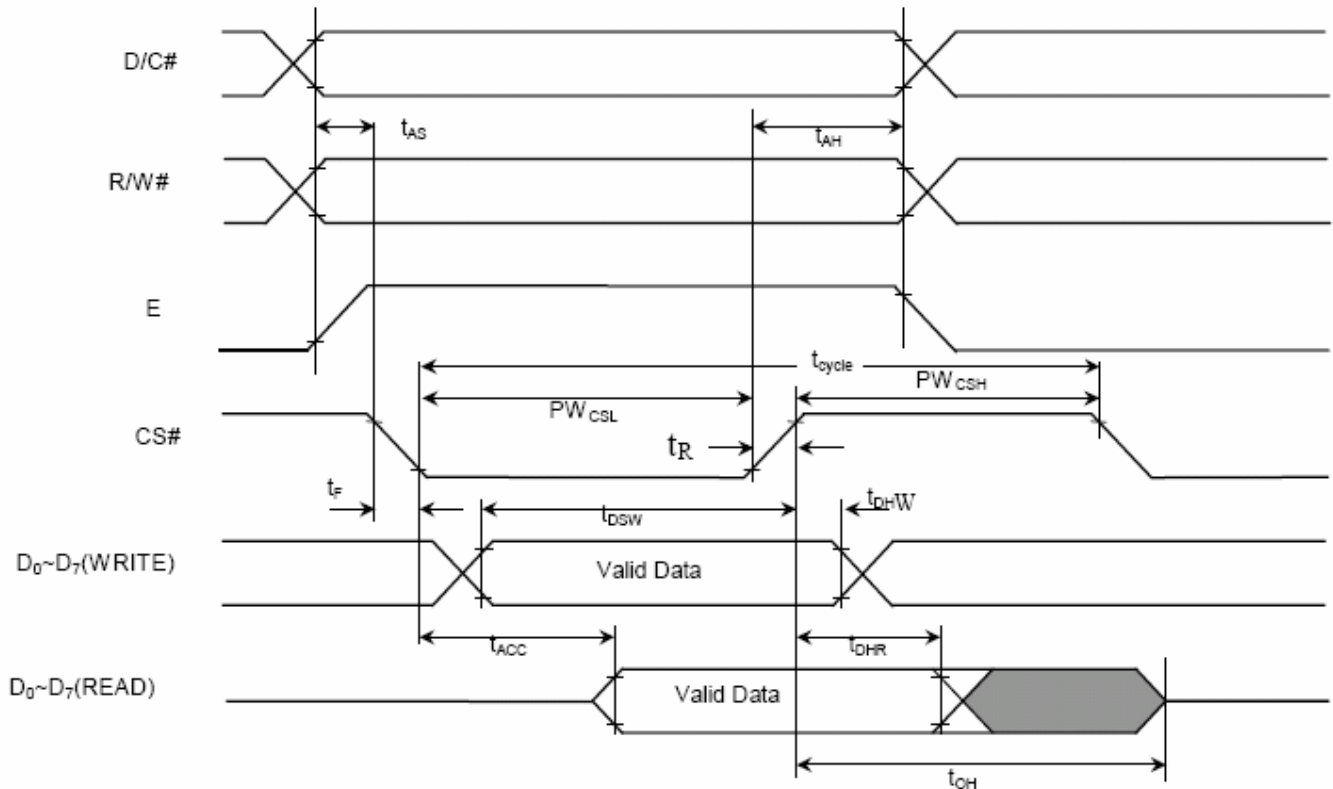 D/C#
tAS
tAH
R/W#
E
tcycle
PWCSH
PWCSL
CS#
tR
tF
tDSW
tDHW
D0~D7(WRITE)
Valid Data
tACC
tDHR
D0~D7(READ)
Valid Data
tOH